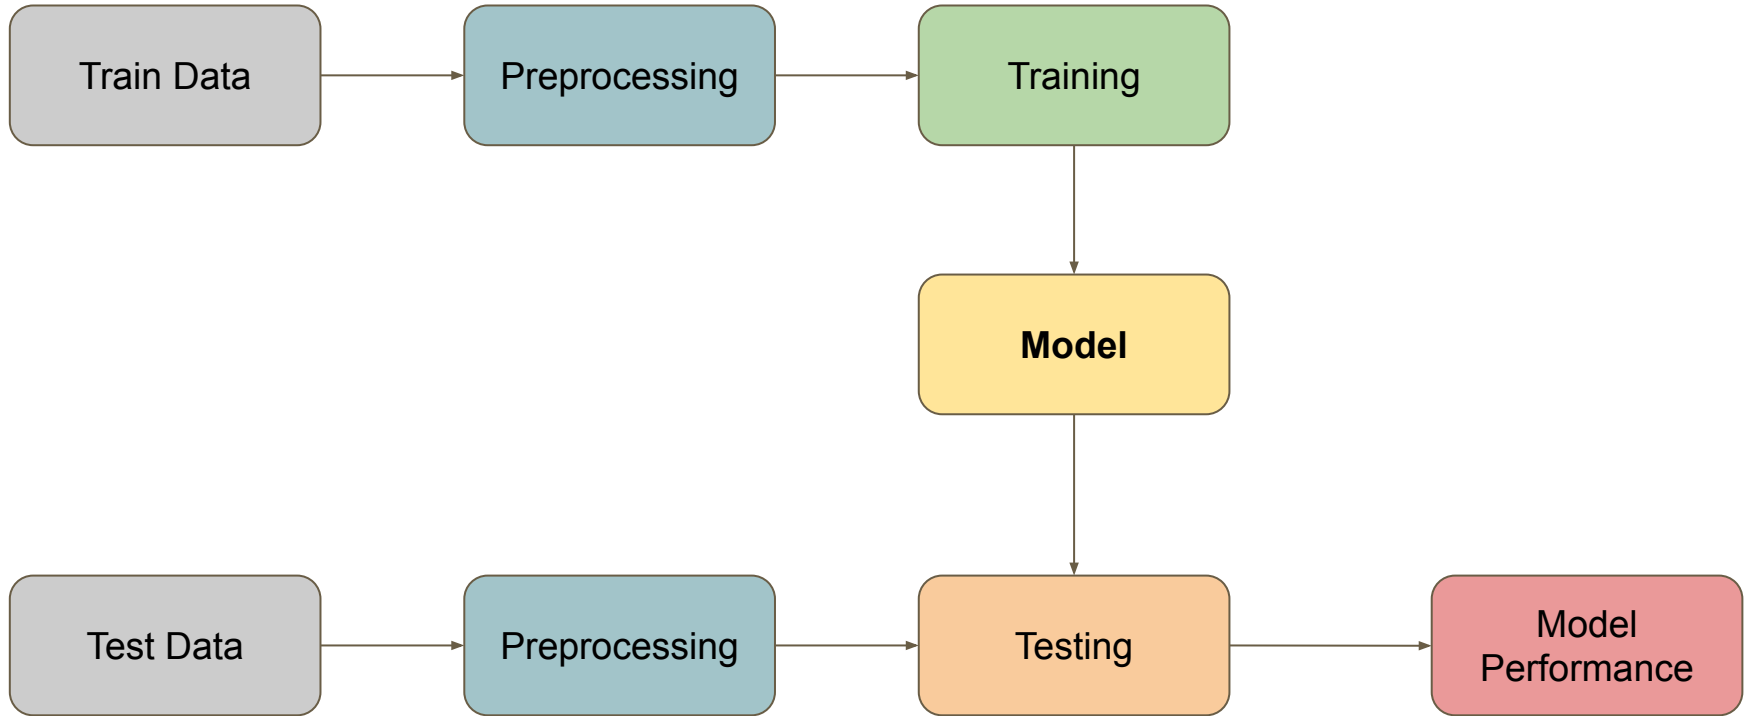 Train Data
Preprocessing
Training
Model
Test Data
Preprocessing
Testing
Model
Performance